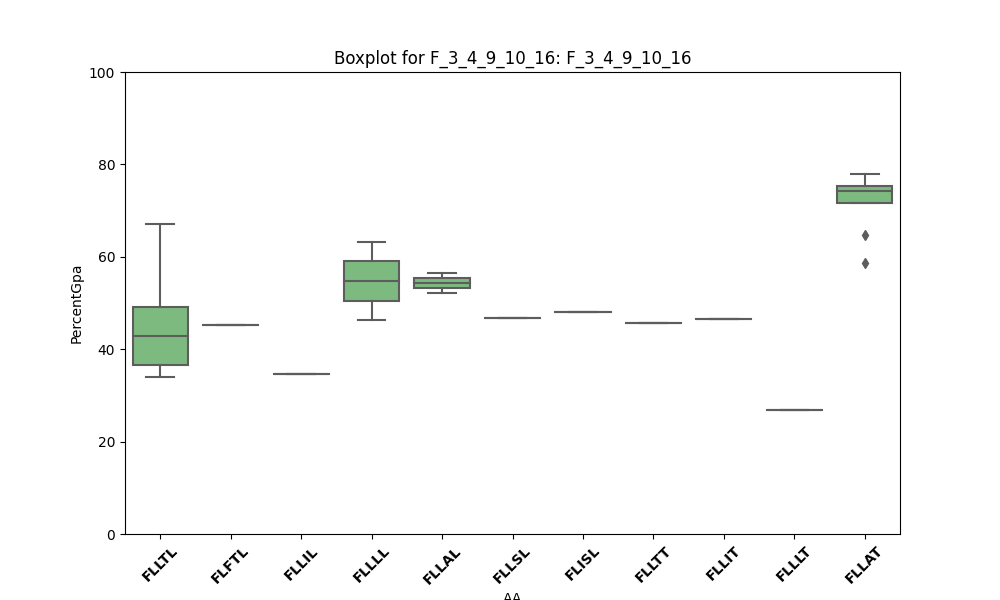 Boxplot for F_3_4_9_10_16: F_3_4_9_10_16
100
80
60
40
20
0
PercentGpa
FLLTL
FLFTL
FLLIL
FLLLL
FLLAL
FLLSL
FLISL
FLLTT
FLLIT
FLLLT
FLLAT
AA